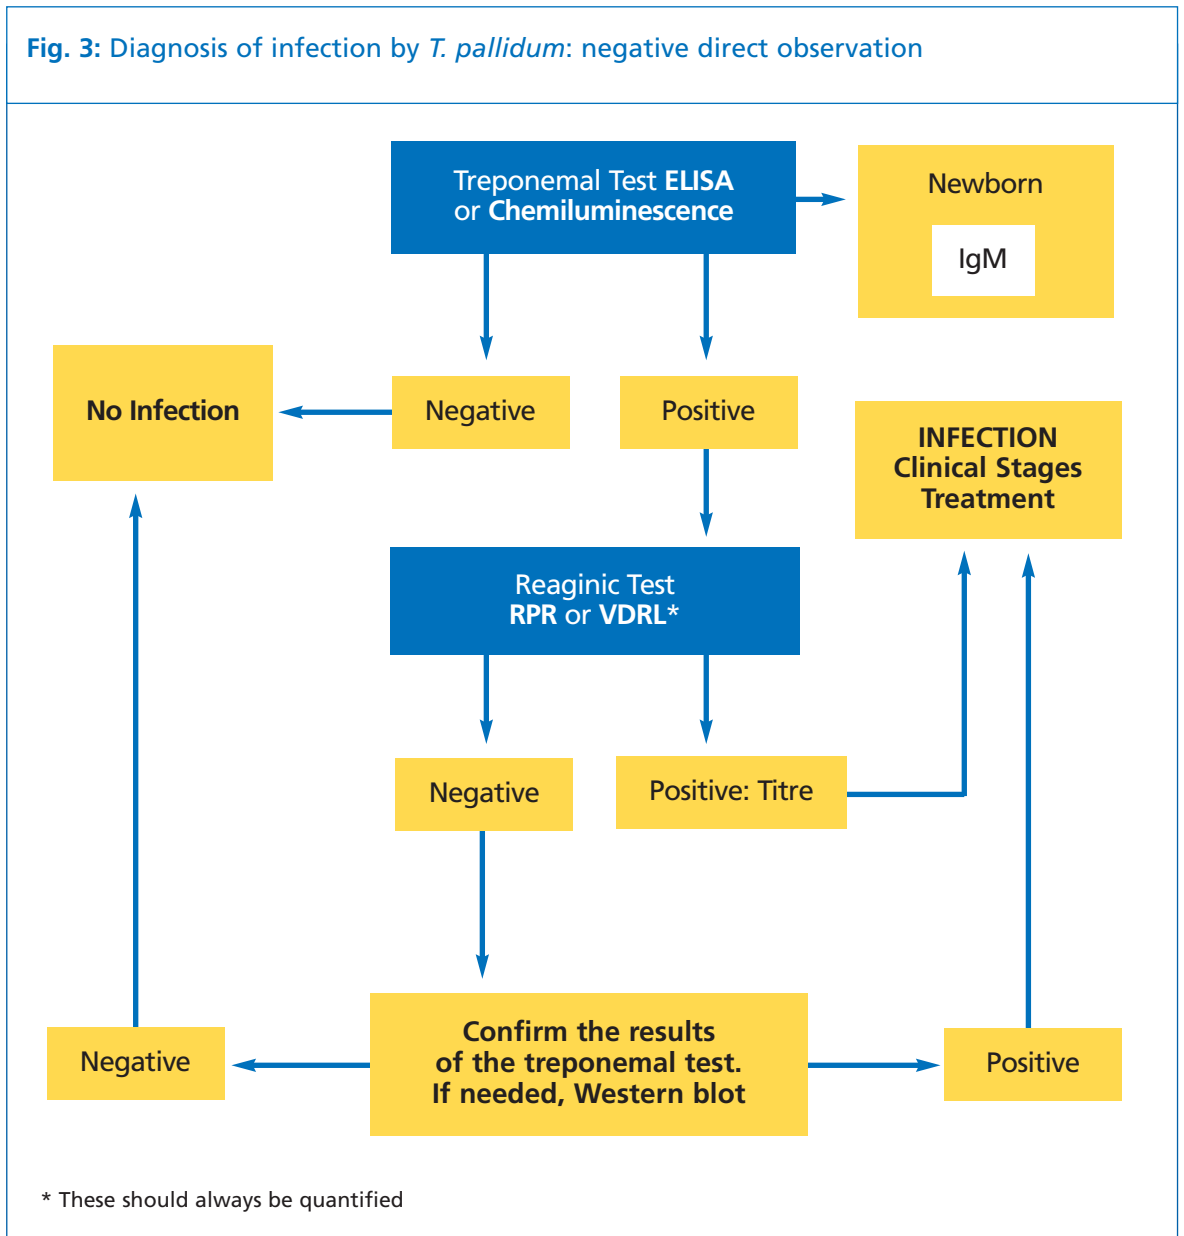 Fig. 3: Diagnosis of infection by T. pallidum: negative direct observation
Treponemal Test ELISA
or Chemiluminescence
Newborn
IgM
No Infection
Negative
Positive
INFECTION
Clinical Stages
Treatment
Reaginic Test
RPR or VDRL*
Negative
Positive: Titre
Confirm the results
of the treponemal test.
If needed, Western blot
Negative
Positive
* These should always be quantified